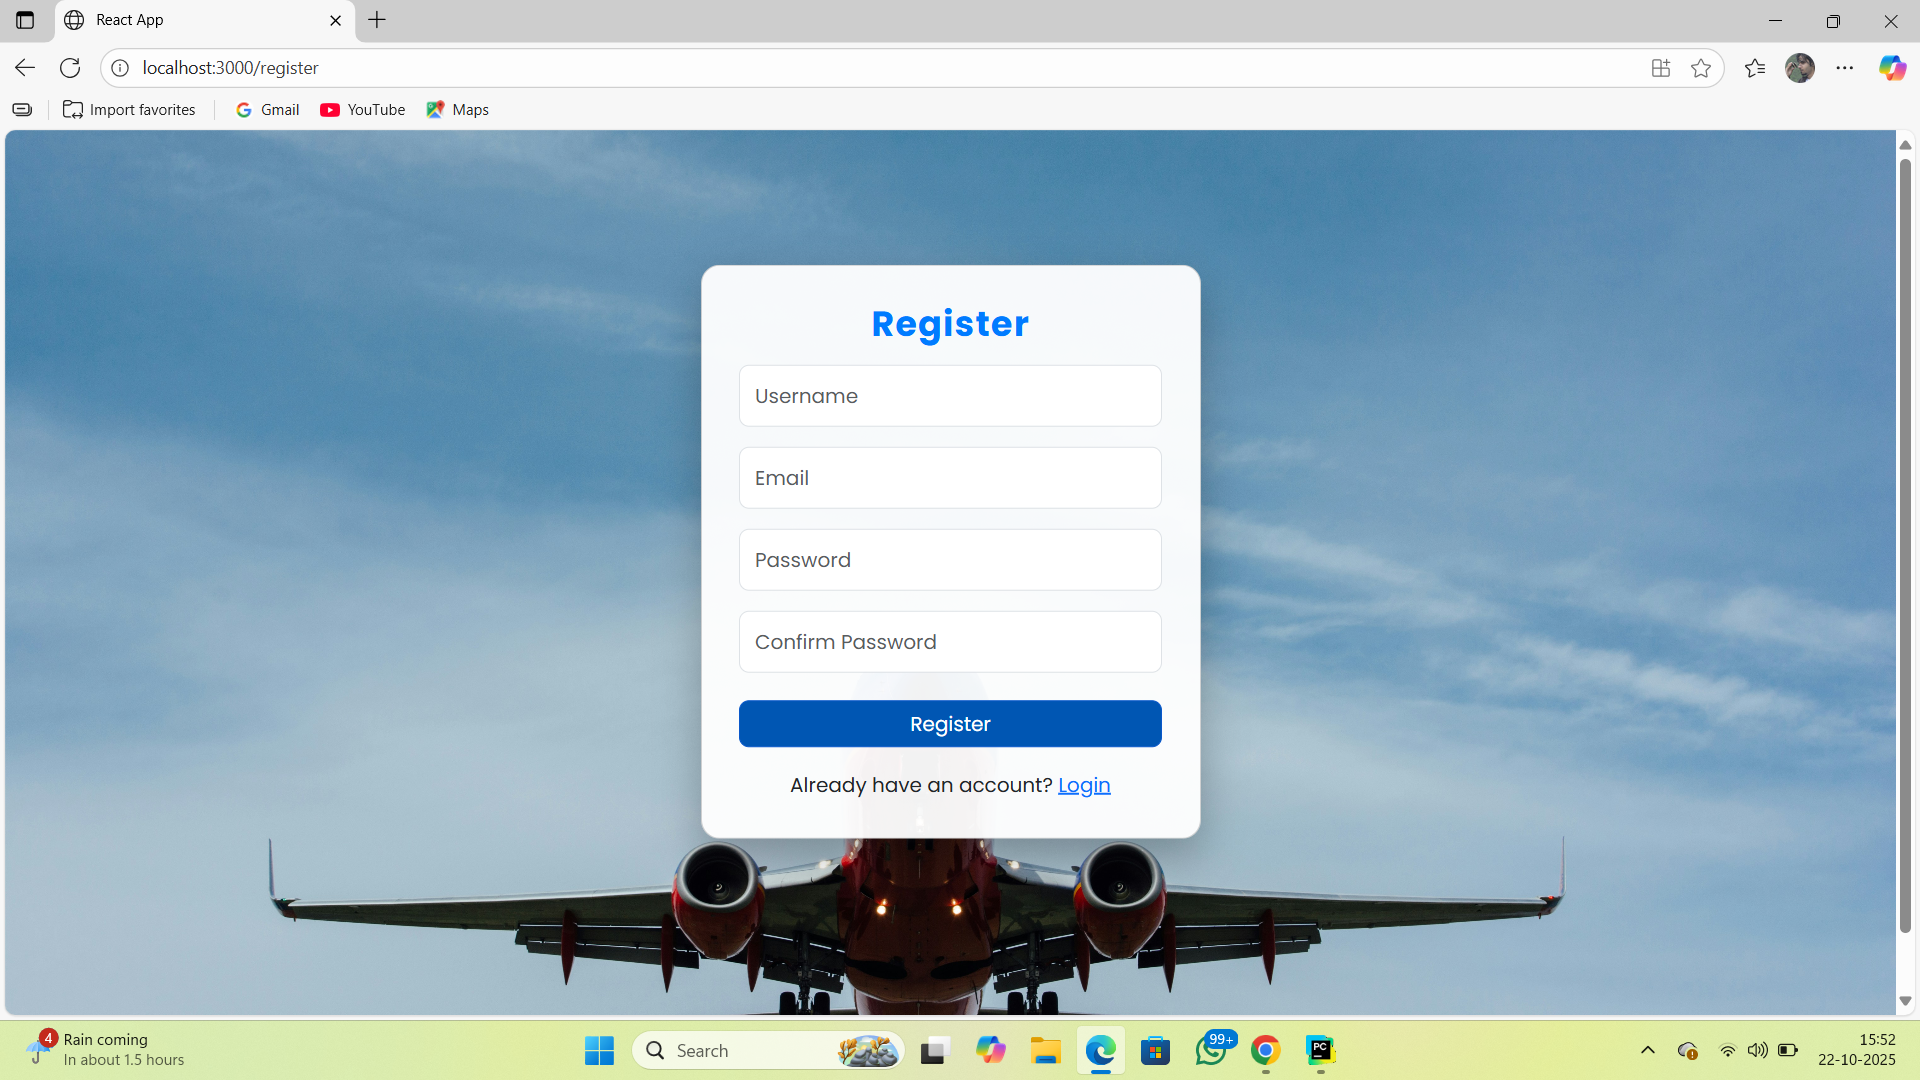 React App
localhost:3000/register
Import favorites
Gmail
YouTube
Maps
Register
Username
Email
Password
Confirm Password
Register
Already have an account? Login
4
Rain coming
In about 1.5 hours
Search
99+
PC
15:52
22-10-2025